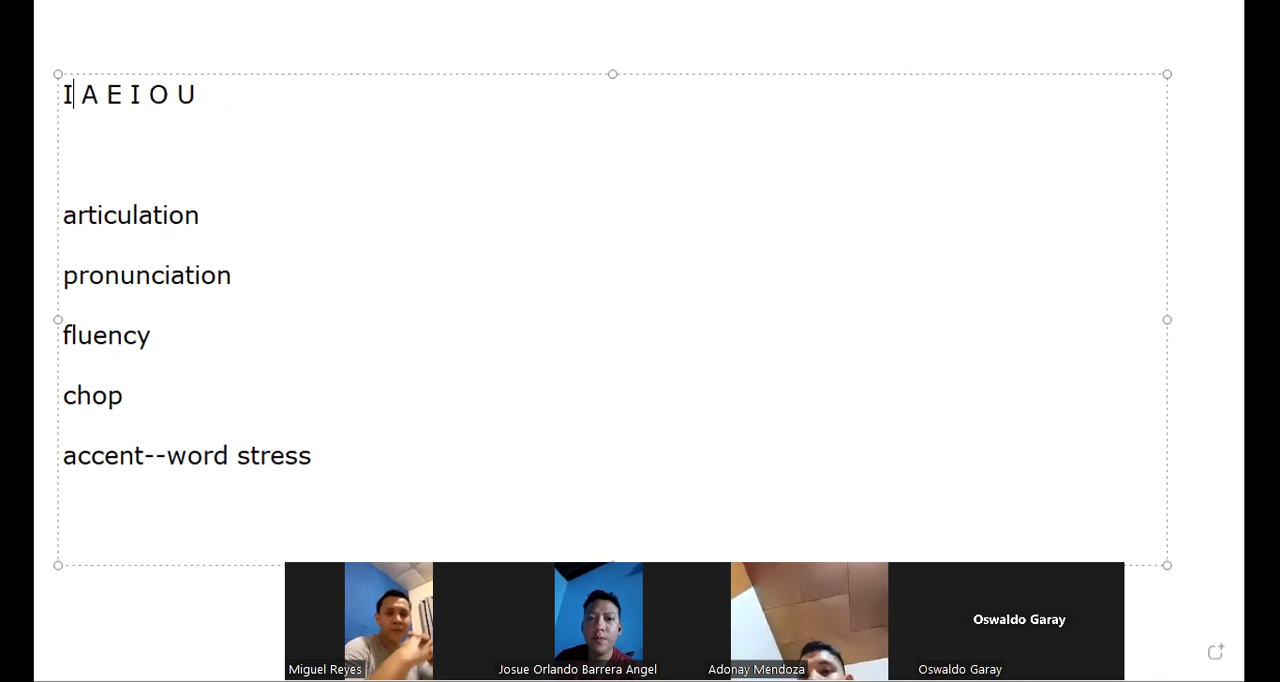 I A E I O U
articulation
pronunciation
fluency
chop
accent--word stress
Oswaldo Garay
Miguel Reyes
Josue Orlando Barrera Angel
Adonay Mendoza
Oswaldo Garay